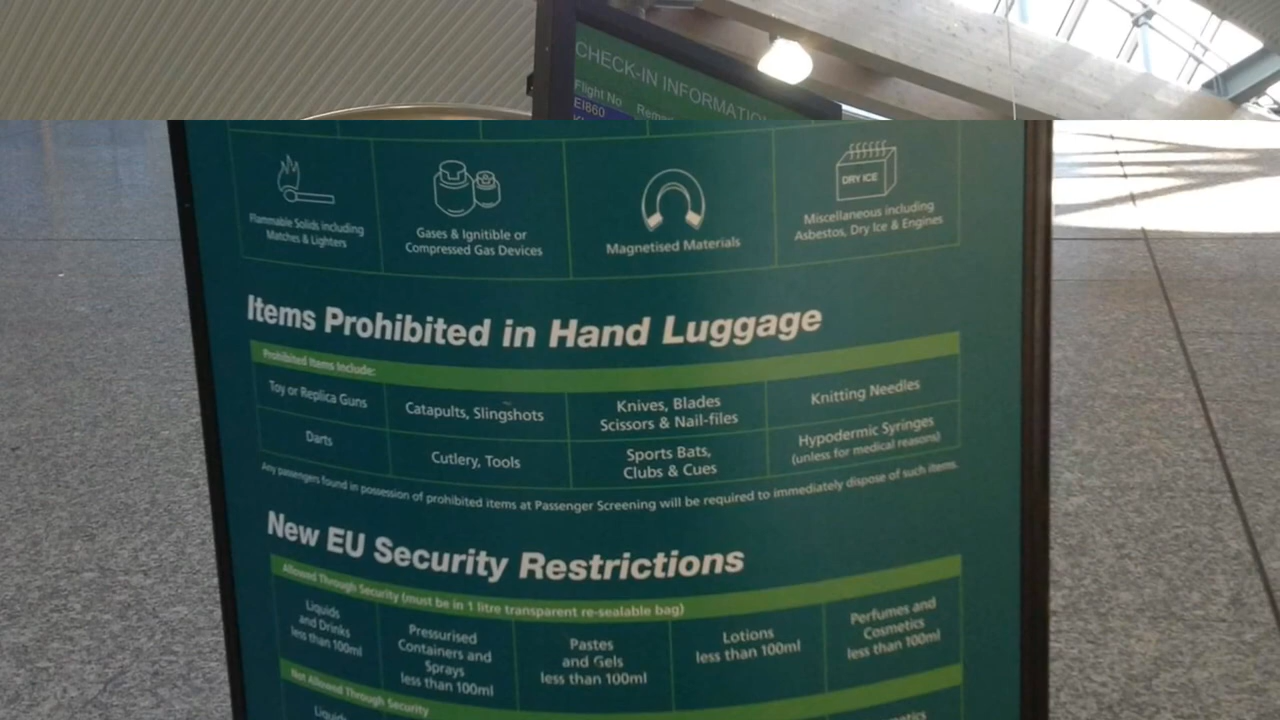 CHECK-IN INFORMATIO
Flight No
EI860
Flammable Solids including
Matches & Lighters
Gases & Ignitible or
Compressed Gas Devices
Magnetised Materials
DRY ICE
Miscellaneous including
Asbestos, Dry Ice & Engines
Items Prohibited in Hand Luggage
Prohibited Items Include:
Toy or Replica Guns
Catapults, Slingshots
Knives, Blades
Scissors & Nail-files
Knitting Needles
Darts
Cutlery, Tools
Sports Bats,
Clubs & Cues
Hypodermic Syringes
(unless for medical reasons)
Any passengers found in possession of prohibited items at Passenger Screening will be required to immediately dispose of such items.
New EU Security Restrictions
Allowed Through Security (must be in 1 litre transparent re-sealable bag)
Liquids
and Drinks
less than 100ml
Pressurised
Containers and
Sprays
less than 100ml
Pastes
and Gels
less than 100ml
Lotions
less than 100ml
Perfumes and
Cosmetics
less than 100ml
Not Allowed Through Security